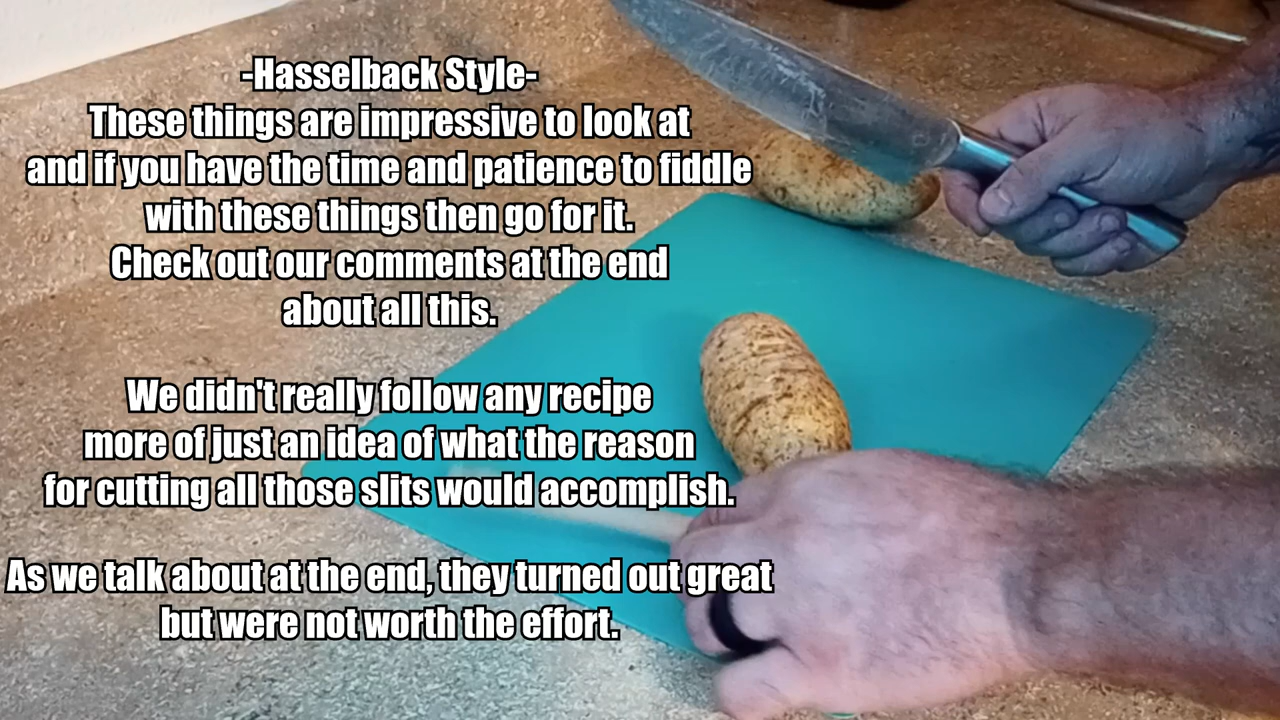 -Hasselback Style-
These things are impressive to look at
and if you have the time and patience to fiddle
with these things then go for it.
Check out our comments at the end
about all this.
We didn't really follow any recipe
more of just an idea of what the reason
for cutting all those slits would accomplish.
As we talk about at the end, they turned out great
but were not worth the effort.